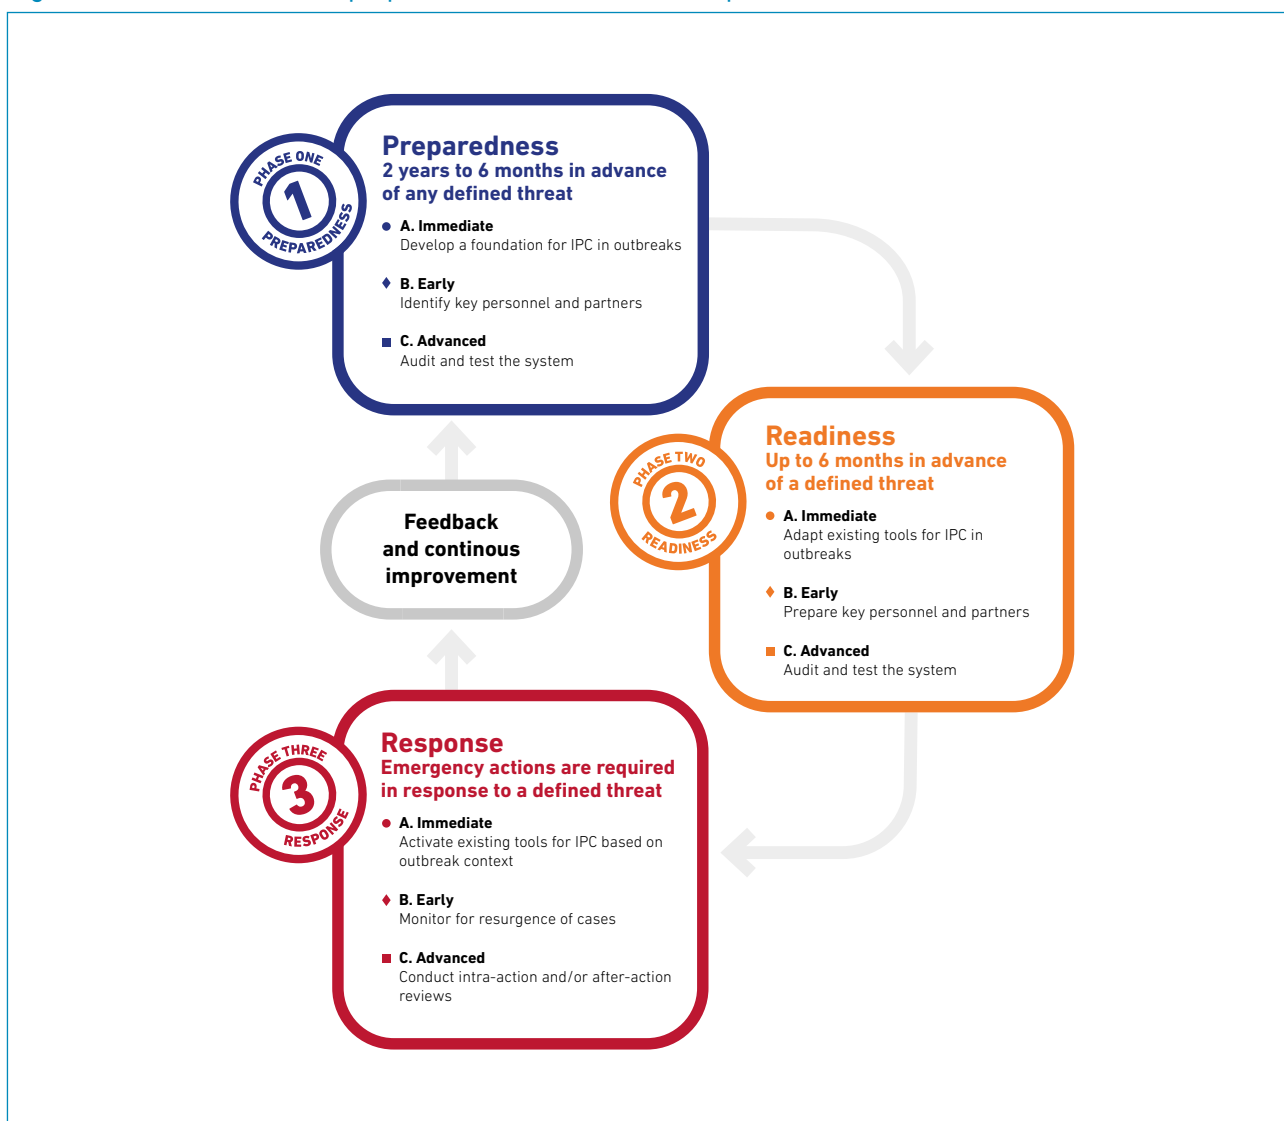 PHASE ONE
1
PREPAREDNESS
Preparedness
2 years to 6 months in advance
of any defined threat
A. Immediate
Develop a foundation for IPC in outbreaks
B. Early
Identify key personnel and partners
C. Advanced
Audit and test the system
PHASE TWO
2
READINESS
Readiness
Up to 6 months in advance
of a defined threat
A. Immediate
Adapt existing tools for IPC in
outbreaks
B. Early
Prepare key personnel and partners
C. Advanced
Audit and test the system
Feedback
and continous
improvement
PHASE THREE
3
RESPONSE
Response
Emergency actions are required
in response to a defined threat
A. Immediate
Activate existing tools for IPC based on
outbreak context
B. Early
Monitor for resurgence of cases
C. Advanced
Conduct intra-action and/or after-action
reviews